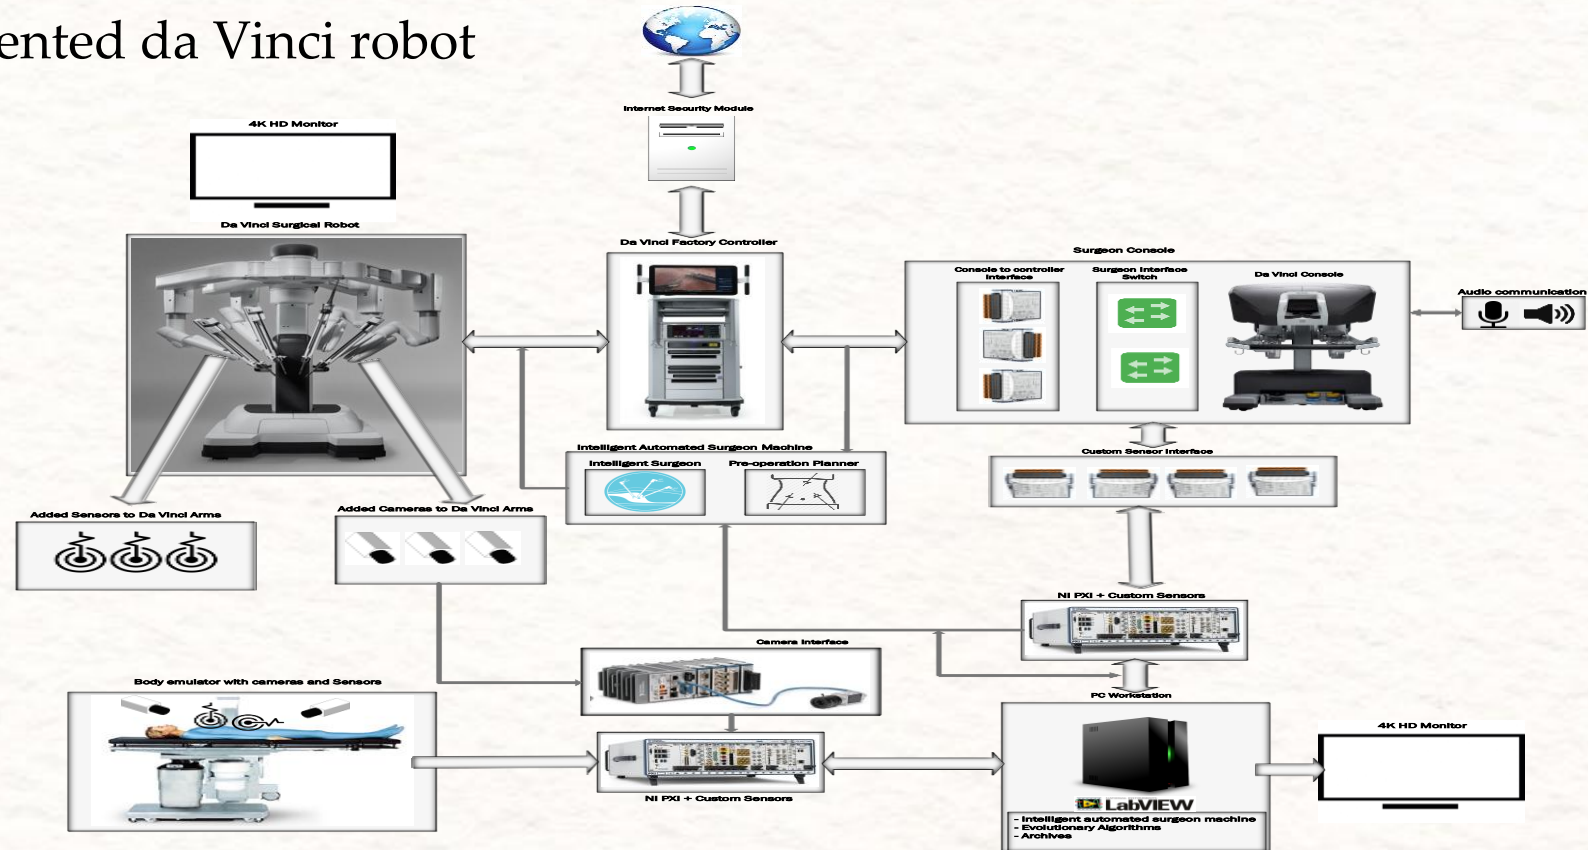 ented da Vinci robot
Internet Security Module
4K HD Monitor
Da Vinci Surgical Robot
Da Vinci Factory Controller
Surgeon Console
Console to controller
Interface
Surgeon Interface
Switch
Da Vinci Console
Audio communication
Intelligent Automated Surgeon Machine
Intelligent Surgeon
Pre-operation Planner
Custom Sensor Interface
Added Sensors to Da Vinci Arms
Added Cameras to Da Vinci Arms
NI PXI + Custom Sensors
Camera Interface
Body emulator with cameras and Sensors
PC Workstation
4K HD Monitor
NI PXI + Custom Sensors
LabVIEW
- Intelligent automated surgeon machine
- Evolutionary Algorithms
- Archives